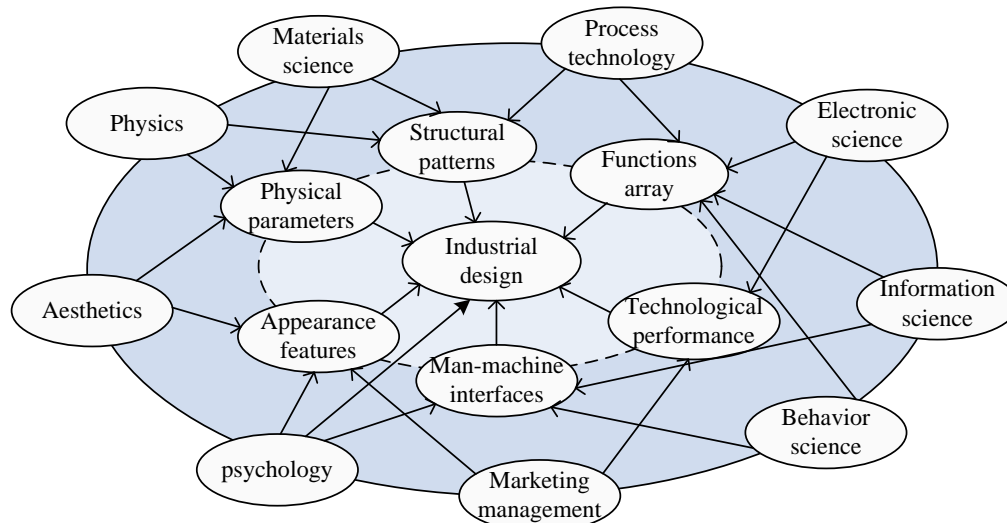 Materials
science
Process
technology
Physics
Structural
patterns
Electronic
science
Functions
array
Physical
parameters
Industrial
design
Aesthetics
Appearance
features
Technological
performance
Information
science
Man-machine
interfaces
Behavior
science
psychology
Marketing
management